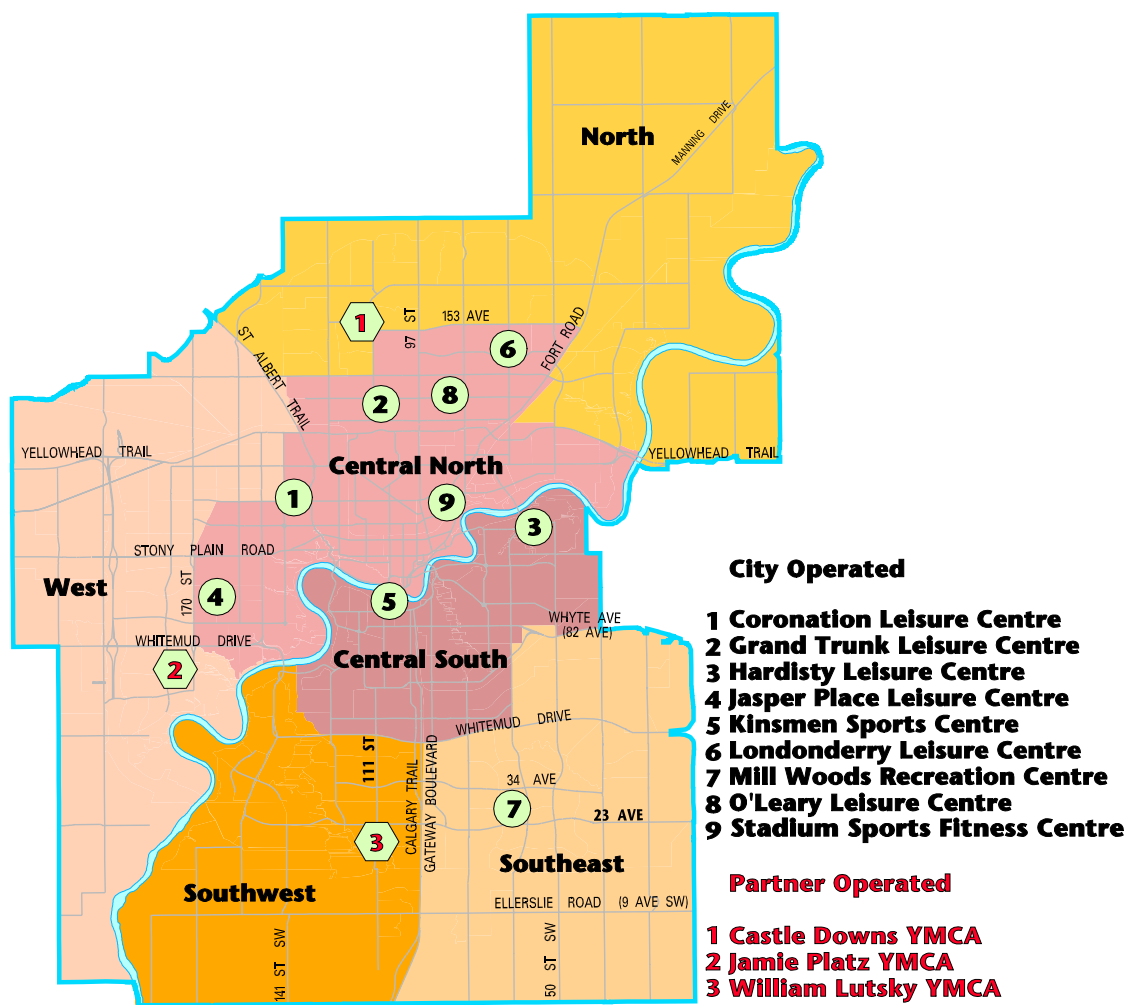 North
MANNING DRIVE
1
97 ST
153 AVE
6
FORT ROAD
ST ALBERT TRAIL
2
8
YELLOWHEAD TRAIL
Central North
YELLOWHEAD TRAIL
1
9
3
STONY PLAIN ROAD
West
170 ST
4
5
WHYTE AVE
(82 AVE)
WHITEMUD DRIVE
2
Central South
WHITEMUD DRIVE
111 ST
CALGARY TRAIL
GATEWAY BOULEVARD
34 AVE
7
23 AVE
3
Southeast
Southwest
ELLERSLIE ROAD (9 AVE SW)
141 ST SW
50 ST SW
City Operated
1 Coronation Leisure Centre
2 Grand Trunk Leisure Centre
3 Hardisty Leisure Centre
4 Jasper Place Leisure Centre
5 Kinsmen Sports Centre
6 Londonderry Leisure Centre
7 Mill Woods Recreation Centre
8 O'Leary Leisure Centre
9 Stadium Sports Fitness Centre
Partner Operated
1 Castle Downs YMCA
2 Jamie Platz YMCA
3 William Lutsky YMCA